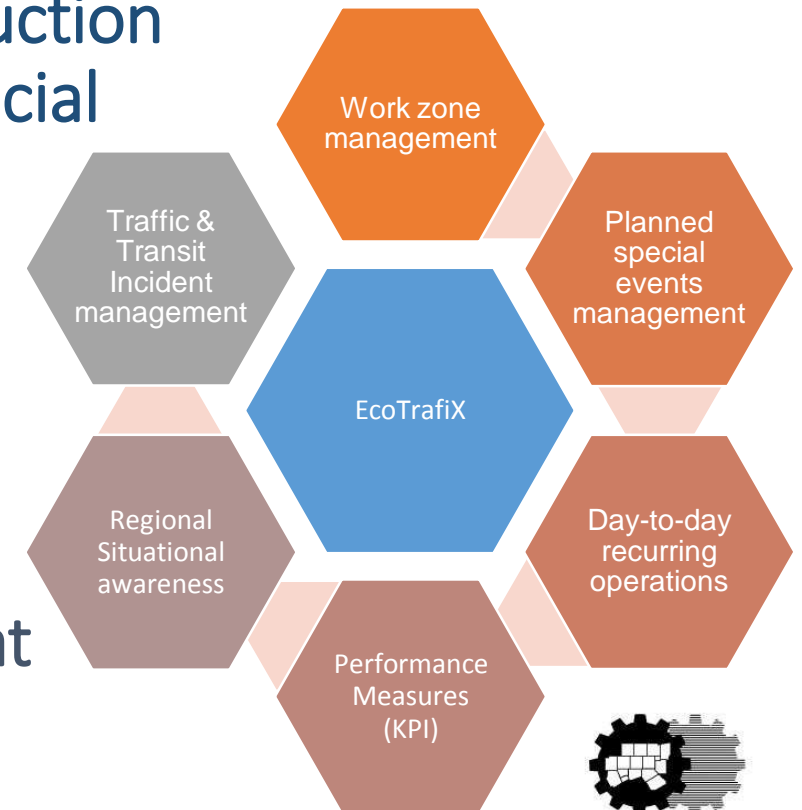 uction
cial
nt
Work zone
management
Planned
special
events
management
Day-to-day
recurring
operations
Performance
Measures
(KPI)
Regional
Situational
awareness
Traffic &
Transit
Incident
management
EcoTrafiX